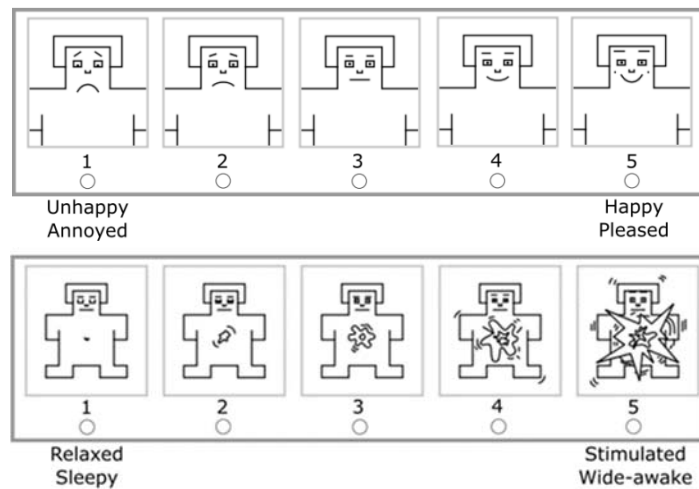 1 2 3 4 5
Unhappy Happy
Annoyed Pleased
1 2 3 4 5
Relaxed Stimulated
Sleepy Wide-awake